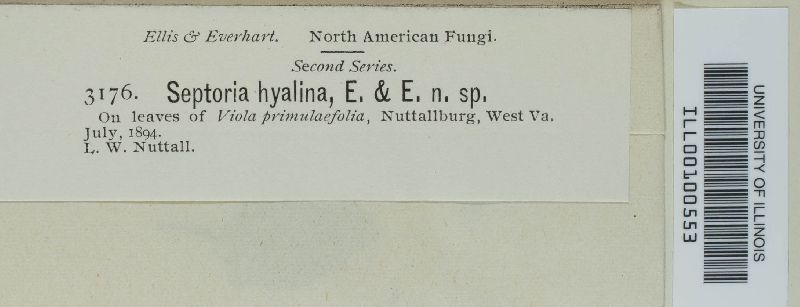 Ellis & Everhart. North American Fungi.
Second Series.
3176. Septoria hyalina, E. & E. n. sp.
On leaves of Viola primulaefolia, Nuttallburg, West Va.
July, 1894.
L. W. Nuttall.
UNIVERSITY OF ILLINOIS
ILL00100553